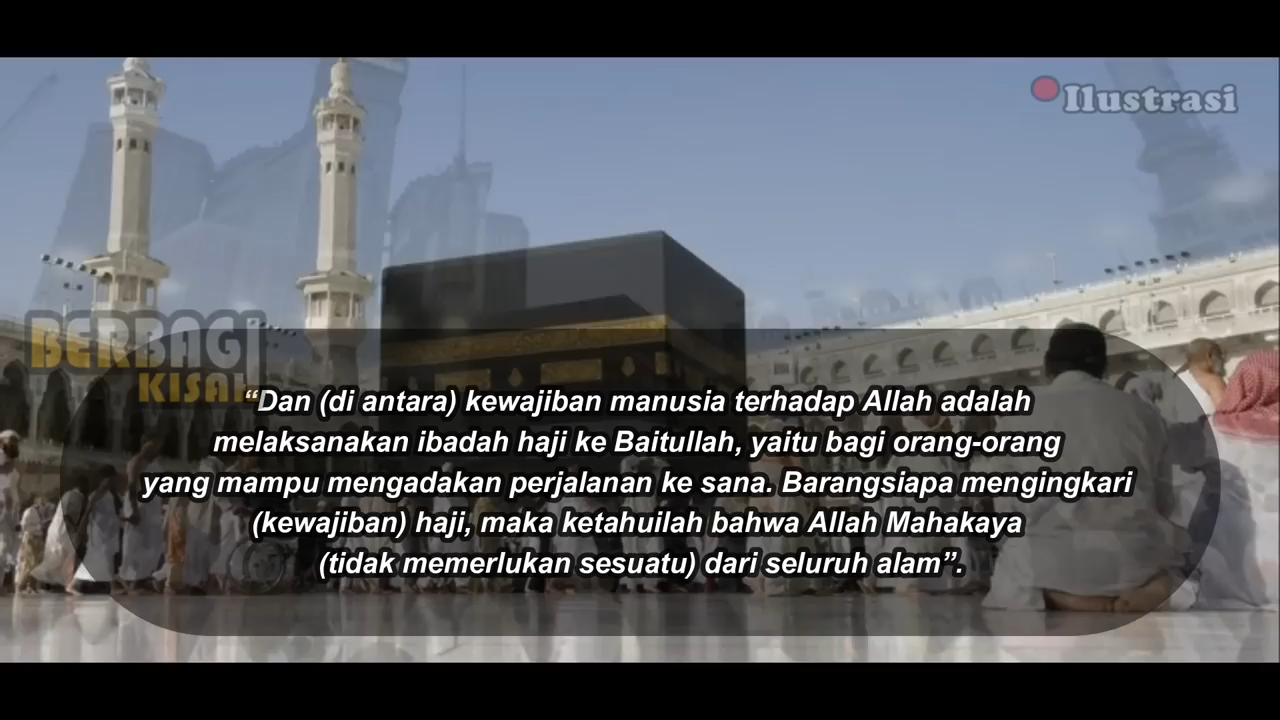 Ilustrasi
BERBAGI
KISAH
“Dan (di antara) kewajiban manusia terhadap Allah adalah
melaksanakan ibadah haji ke Baitullah, yaitu bagi orang-orang
yang mampu mengadakan perjalanan ke sana. Barangsiapa mengingkari
(kewajiban) haji, maka ketahuilah bahwa Allah Mahakaya
(tidak memerlukan sesuatu) dari seluruh alam”.